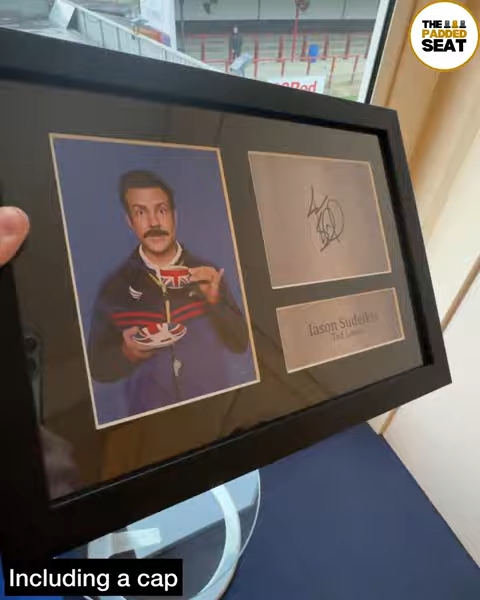 THE
PADDED
SEAT
Jason Sudeikis
Ted Lasso
Including a cap